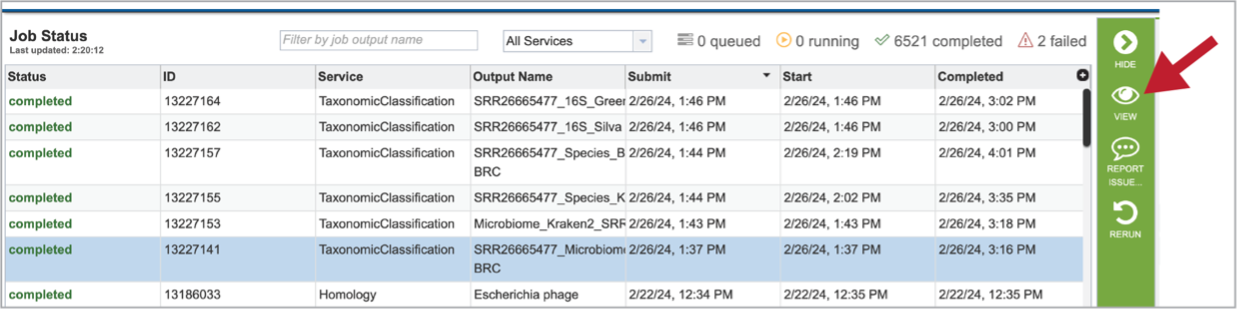 Job Status
Last updated: 2:20:12
Filter by job output name
All Services
0 queued
0 running
6521 completed
2 failed
Status ID Service Output Name Submit Start Completed
completed 13227164 TaxonomicClassification SRR26665477_16S_Green 2/26/24, 1:46 PM 2/26/24, 1:46 PM 2/26/24, 3:02 PM
completed 13227162 TaxonomicClassification SRR26665477_16S_Silva 2/26/24, 1:46 PM 2/26/24, 1:46 PM 2/26/24, 3:00 PM
completed 13227157 TaxonomicClassification SRR26665477_Species_B 2/26/24, 1:44 PM 2/26/24, 2:19 PM 2/26/24, 4:01 PM
BRC
completed 13227155 TaxonomicClassification SRR26665477_Species_K 2/26/24, 1:44 PM 2/26/24, 2:02 PM 2/26/24, 3:35 PM
completed 13227153 TaxonomicClassification Microbiome_Kraken2_SRR 2/26/24, 1:43 PM 2/26/24, 1:43 PM 2/26/24, 3:18 PM
completed 13227141 TaxonomicClassification SRR26665477_Microbiome 2/26/24, 1:37 PM 2/26/24, 1:37 PM 2/26/24, 3:16 PM
BRC
completed 13186033 Homology Escherichia phage 2/22/24, 12:34 PM 2/22/24, 12:35 PM 2/22/24, 12:35 PM
HIDE
VIEW
REPORT
ISSUE...
RERUN